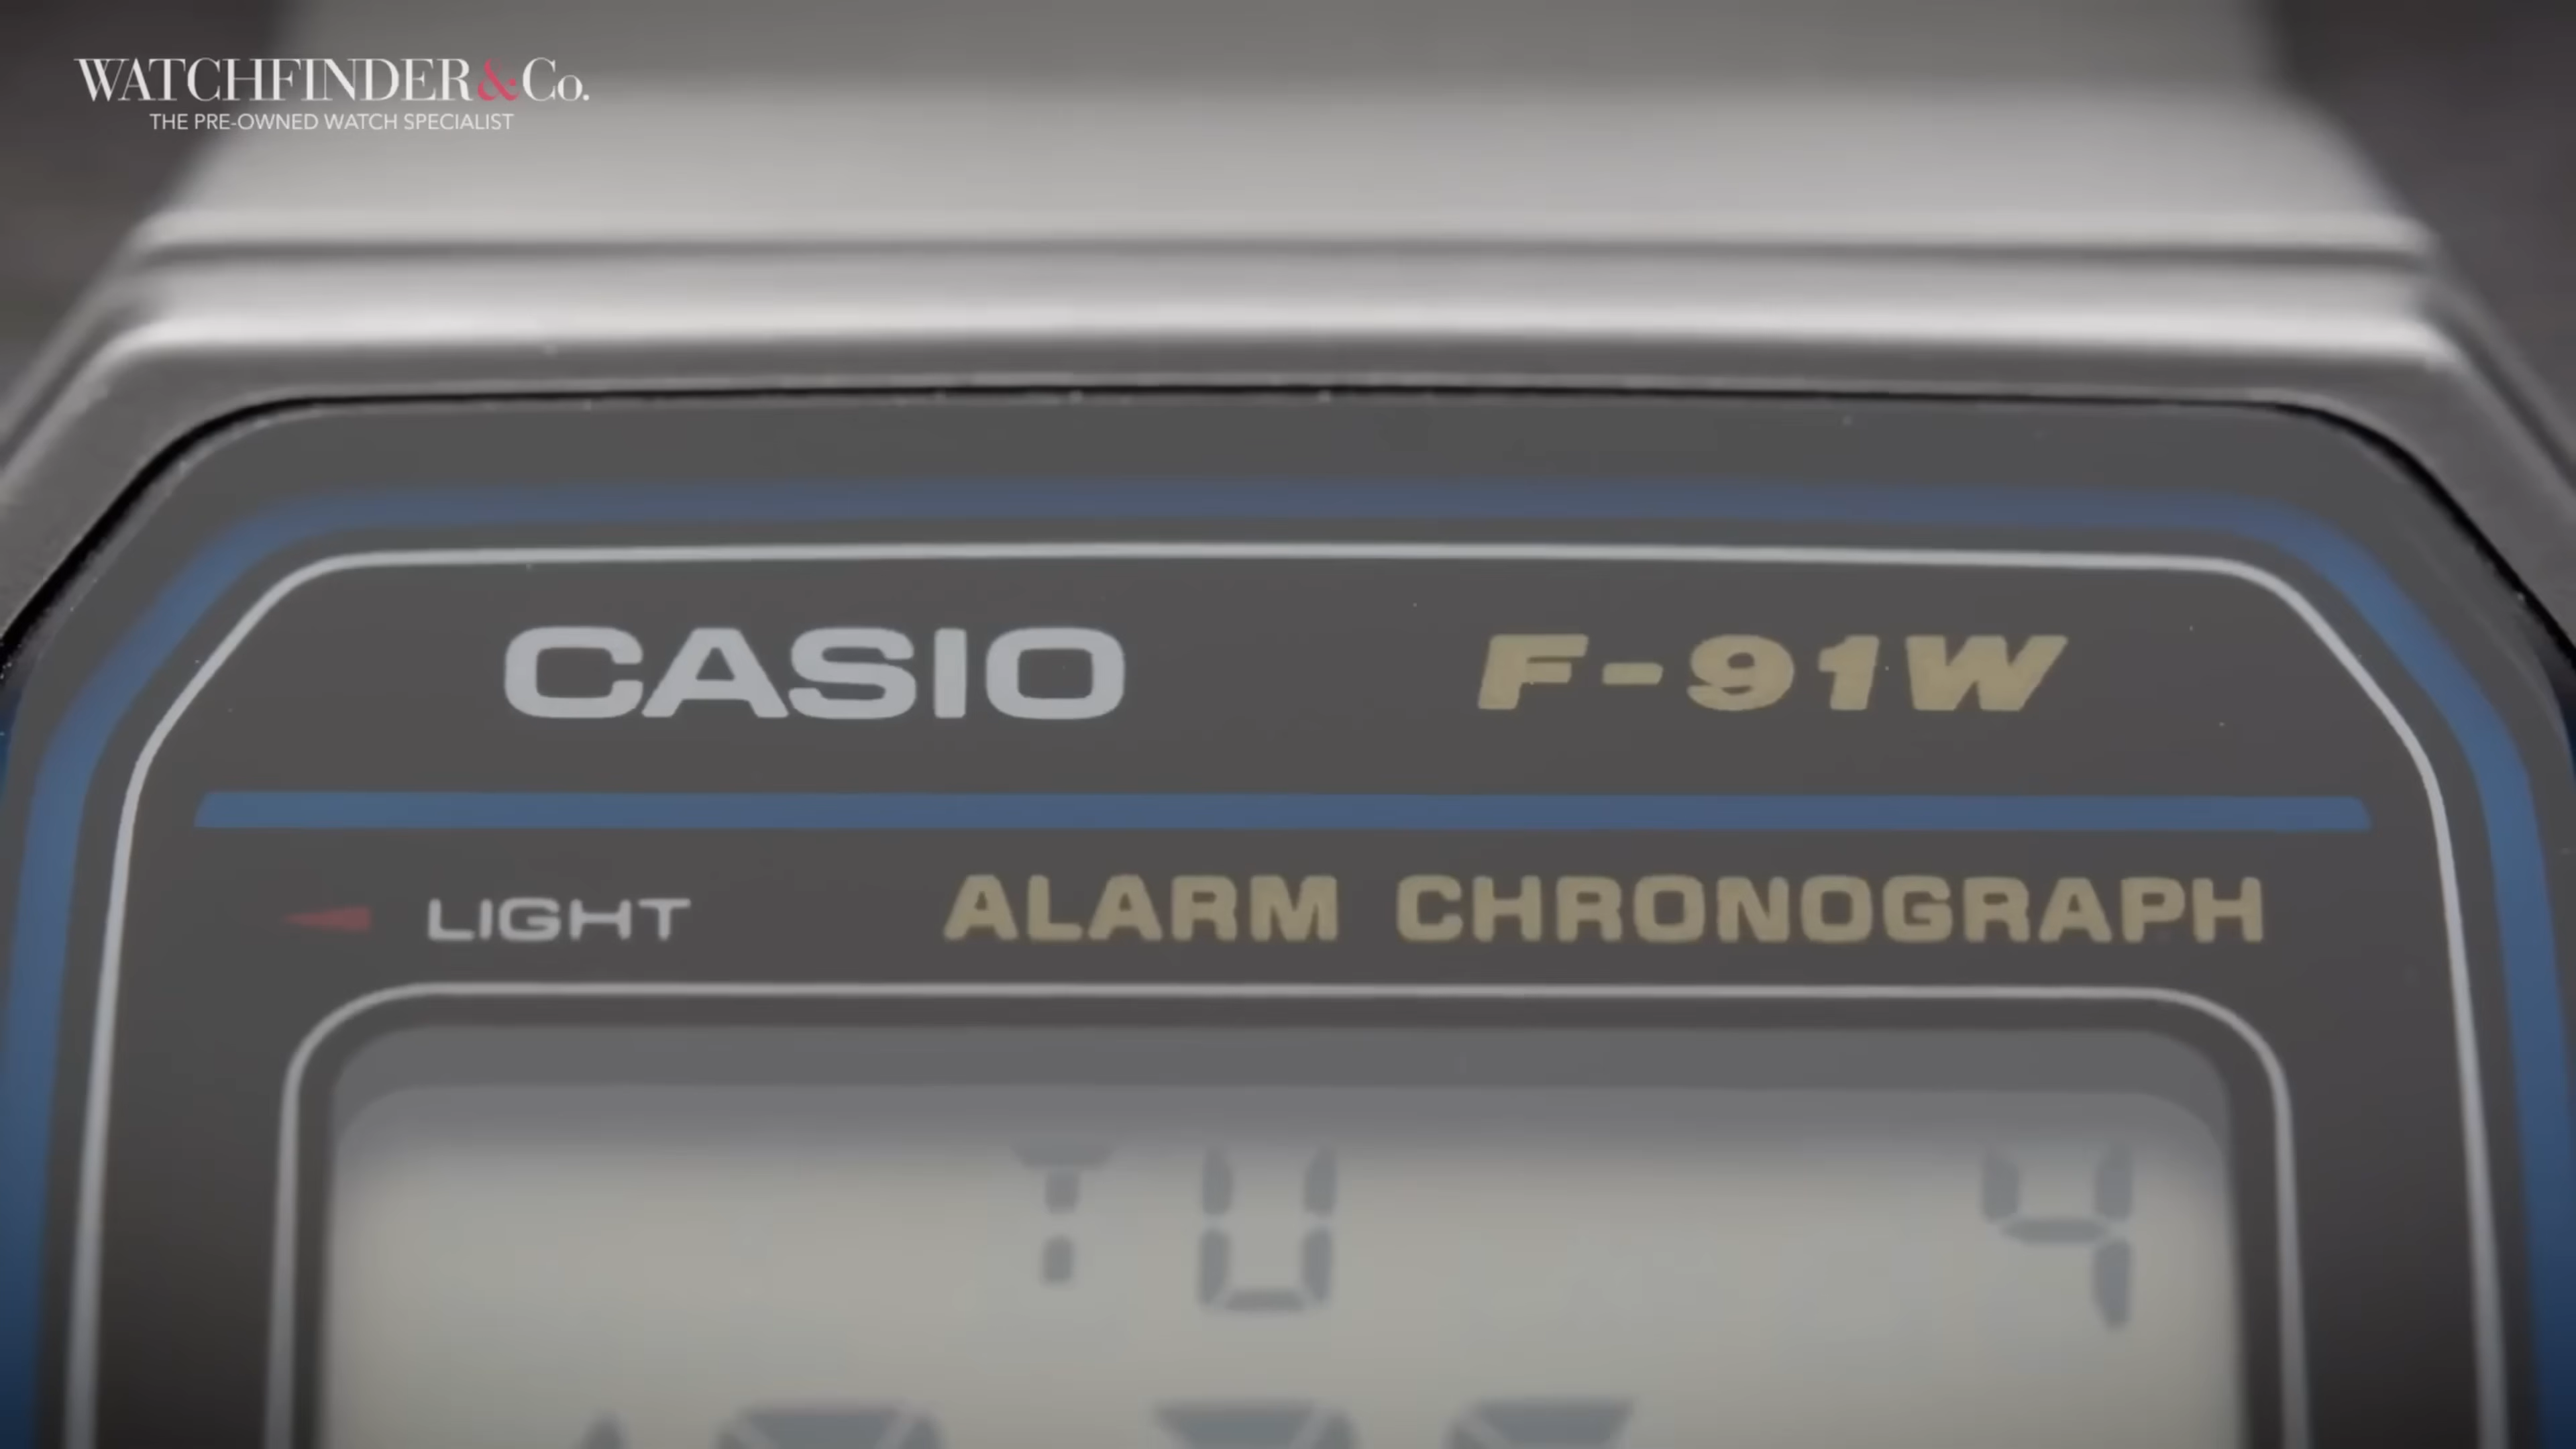 WATCHFINDER&Co.
THE PRE-OWNED WATCH SPECIALIST
CASIO F-91W
LIGHT ALARM CHRONOGRAPH
TU 4